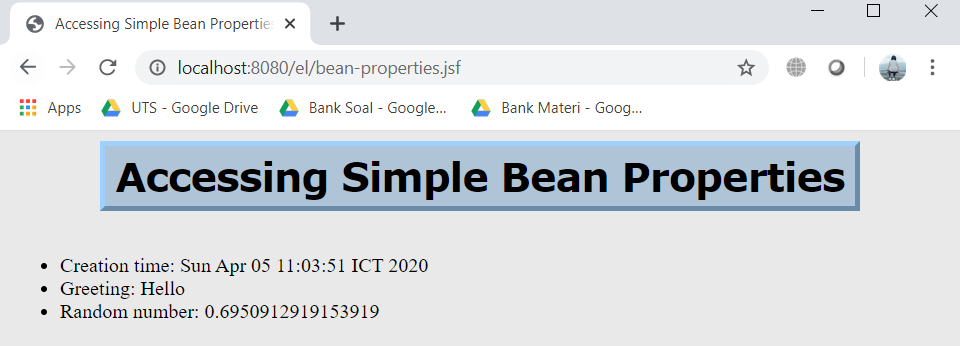 Accessing Simple Bean Properties
localhost:8080/el/bean-properties.jsf
Apps UTS - Google Drive Bank Soal - Google... Bank Materi - Goog...
Accessing Simple Bean Properties
• Creation time: Sun Apr 05 11:03:51 ICT 2020
• Greeting: Hello
• Random number: 0.6950912919153919